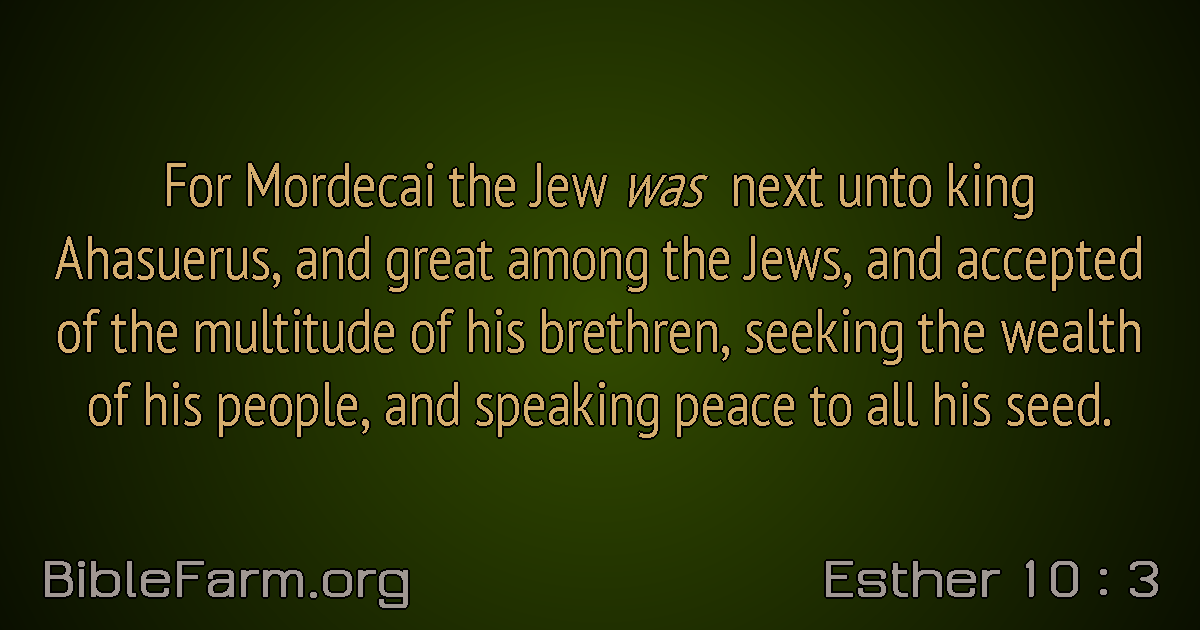 For Mordecai the Jew was next unto king
Ahasuerus, and great among the Jews, and accepted
of the multitude of his brethren, seeking the wealth
of his people, and speaking peace to all his seed.
BibleFarm.org
Esther 10 : 3